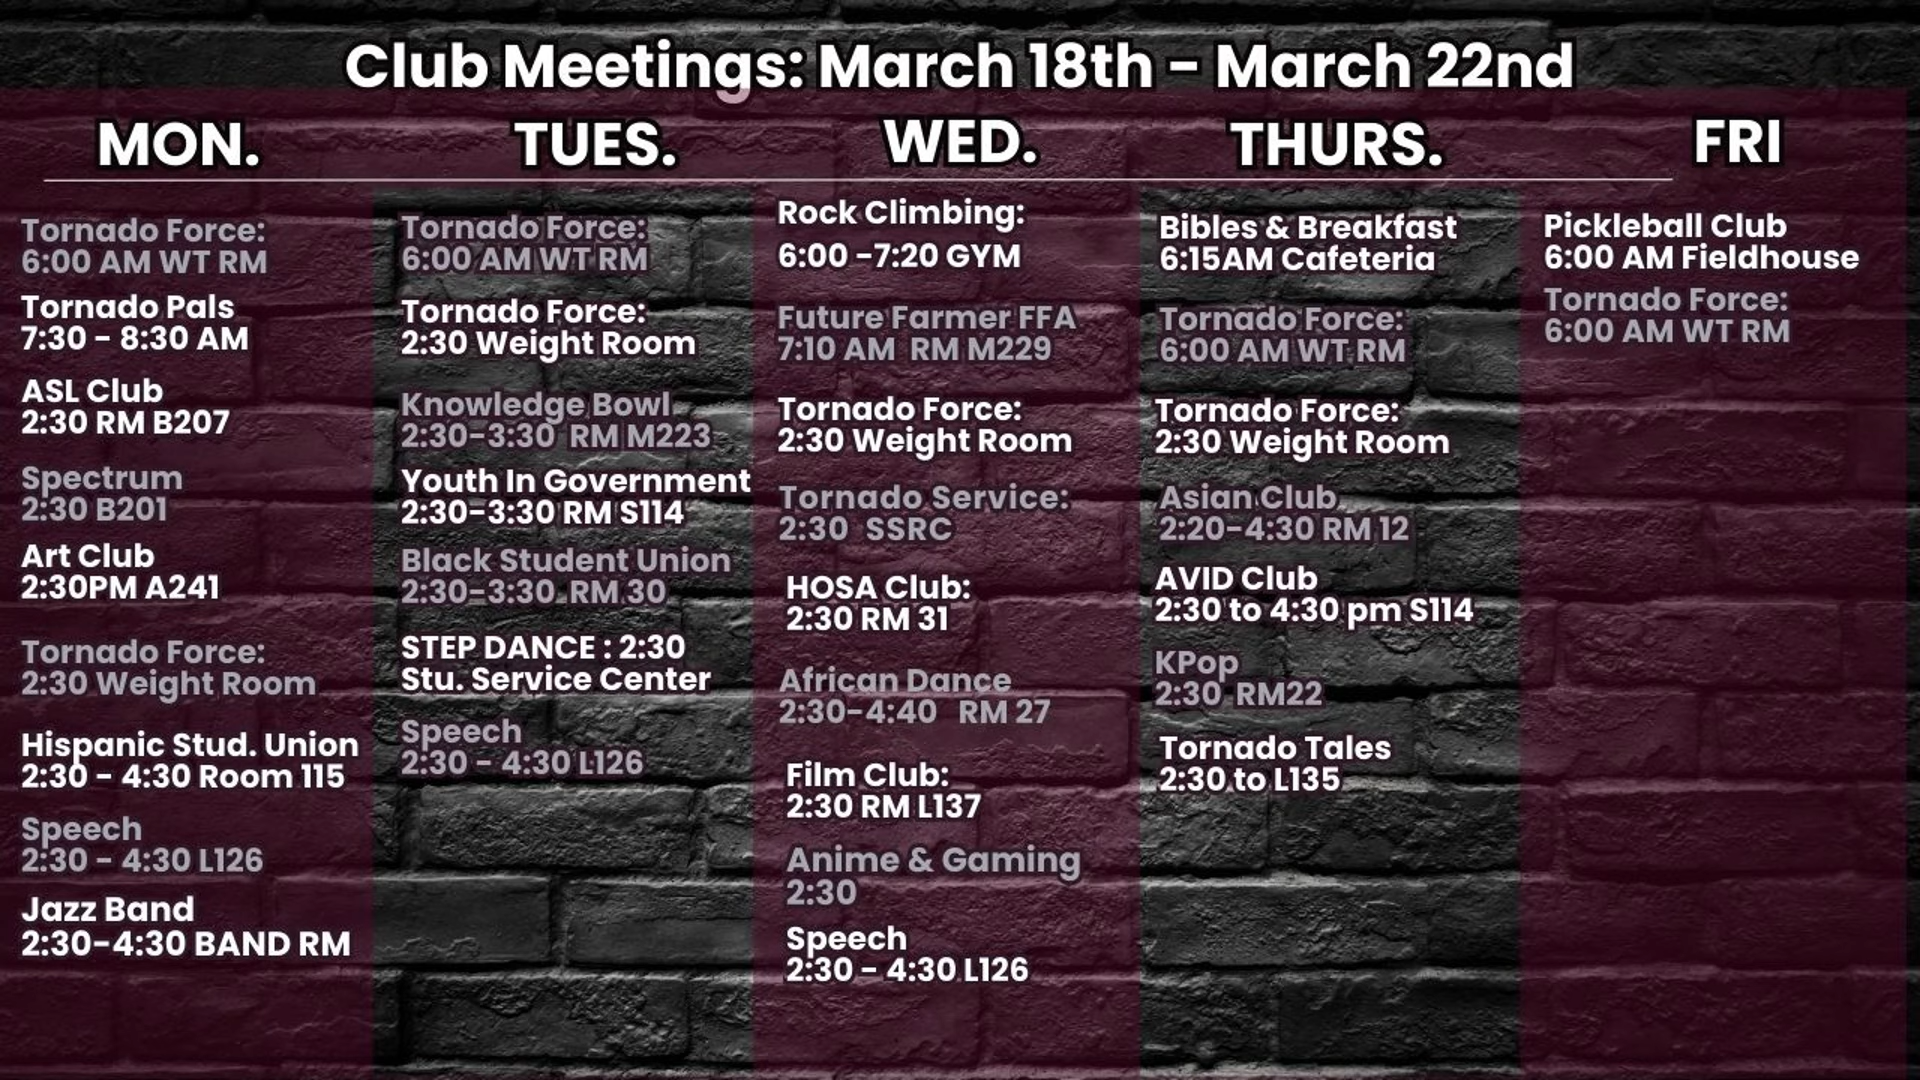 Club Meetings: March 18th - March 22nd
MON.
Tornado Force:
6:00 AM WT RM
Tornado Pals
7:30 - 8:30 AM
ASL Club
2:30 RM B207
Spectrum
2:30 B201
Art Club
2:30PM A241
Tornado Force:
2:30 Weight Room
Hispanic Stud. Union
2:30 - 4:30 Room 115
Speech
2:30 - 4:30 L126
Jazz Band
2:30-4:30 BAND RM
TUES.
Tornado Force:
6:00 AM WT RM
Tornado Force:
2:30 Weight Room
Knowledge Bowl
2:30-3:30 RM M223
Youth In Government
2:30-3:30 RM S114
Black Student Union
2:30-3:30 RM 30
STEP DANCE : 2:30
Stu. Service Center
Speech
2:30 - 4:30 L126
WED.
Rock Climbing:
6:00 -7:20 GYM
Future Farmer FFA
7:10 AM RM M229
Tornado Force:
2:30 Weight Room
Tornado Service:
2:30 SSRC
HOSA Club:
2:30 RM 31
African Dance
2:30-4:40 RM 27
Film Club:
2:30 RM L137
Anime & Gaming
2:30
Speech
2:30 - 4:30 L126
THURS.
Bibles & Breakfast
6:15AM Cafeteria
Tornado Force:
6:00 AM WT RM
Tornado Force:
2:30 Weight Room
Asian Club
2:20-4:30 RM 12
AVID Club
2:30 to 4:30 pm S114
KPop
2:30 RM22
Tornado Tales
2:30 to L135
FRI
Pickleball Club
6:00 AM Fieldhouse
Tornado Force:
6:00 AM WT RM